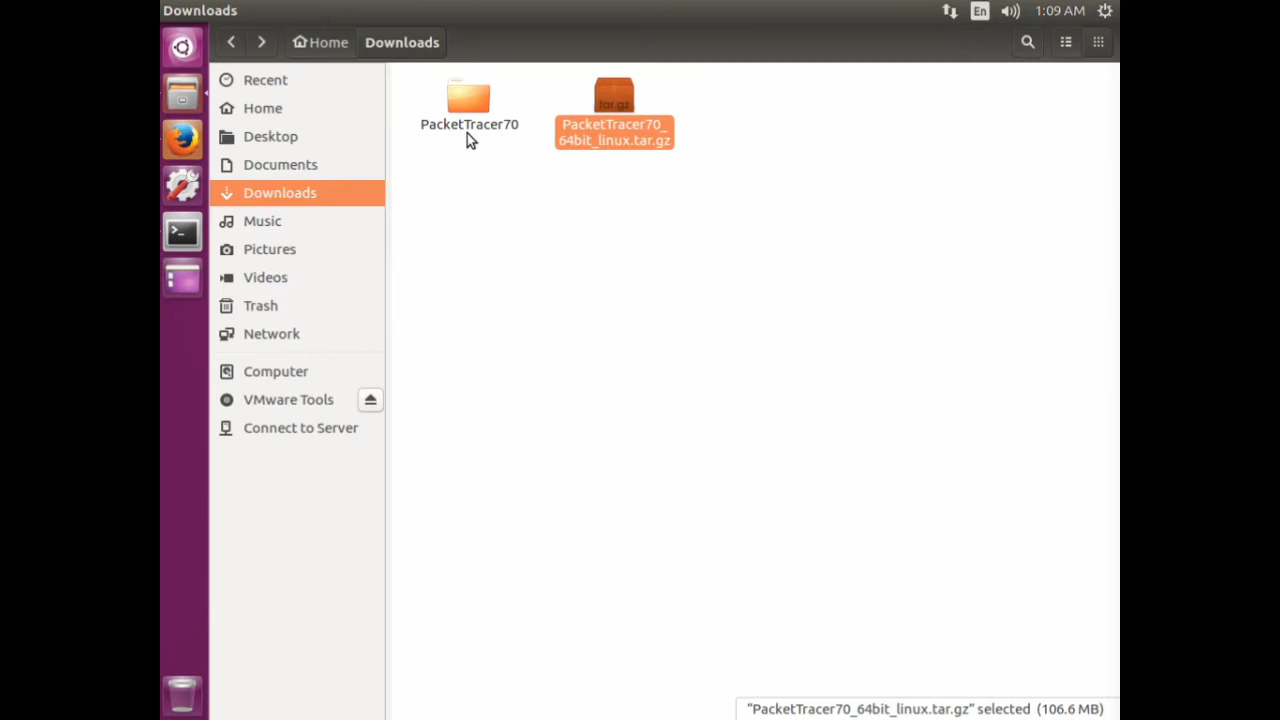 Downloads
En
1:09 AM
Home
Downloads
Recent
Home
Desktop
Documents
Downloads
Music
Pictures
Videos
Trash
Network
Computer
VMware Tools
Connect to Server
PacketTracer70
tar.gz
PacketTracer70_
64bit_linux.tar.gz
"PacketTracer70_64bit_linux.tar.gz" selected (106.6 MB)